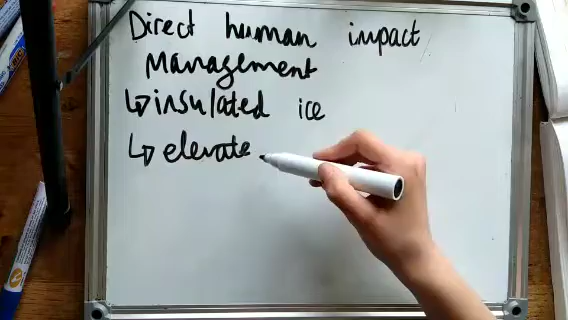 Direct human impact
Management
↳ insulated ice
↳ elevate